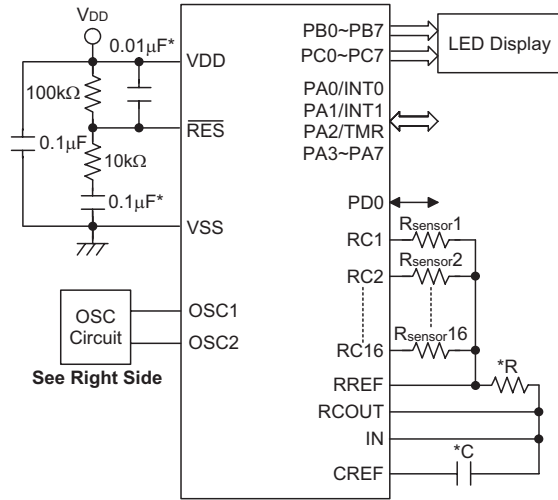 VDD
0.01μF*
VDD
100kΩ
RES
0.1μF
10kΩ
0.1μF*
VSS
OSC
Circuit
OSC1
OSC2
See Right Side
PB0~PB7
PC0~PC7
LED Display
PA0/INT0
PA1/INT1
PA2/TMR
PA3~PA7
PD0
RC1
Rsensor1
RC2
Rsensor2
RC16
Rsensor16
RREF
*R
RCOUT
IN
CREF
*C